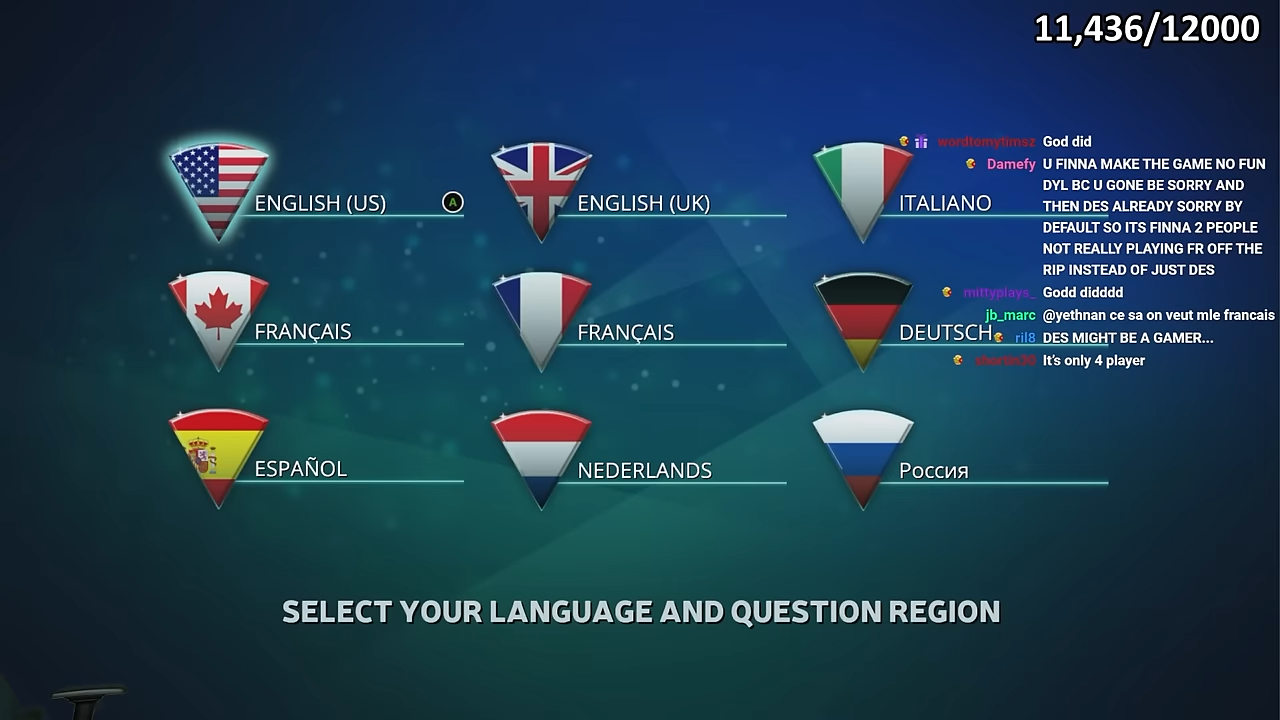 11,436/12000
ENGLISH (US)
A
ENGLISH (UK)
ITALIANO
FRANÇAIS
FRANÇAIS
DEUTSCH
ESPAÑOL
NEDERLANDS
Россия
SELECT YOUR LANGUAGE AND QUESTION REGION
wordtomytimsz God did
Damefy U FINNA MAKE THE GAME NO FUN
DYL BC U GONE BE SORRY AND
THEN DES ALREADY SORRY BY
DEFAULT SO ITS FINNA 2 PEOPLE
NOT REALLY PLAYING FR OFF THE
RIP INSTEAD OF JUST DES
mittyplays_ Godd didddd
jb_marc @yethnan ce sa on veut mle francais
ril8 DES MIGHT BE A GAMER...
It's only 4 player